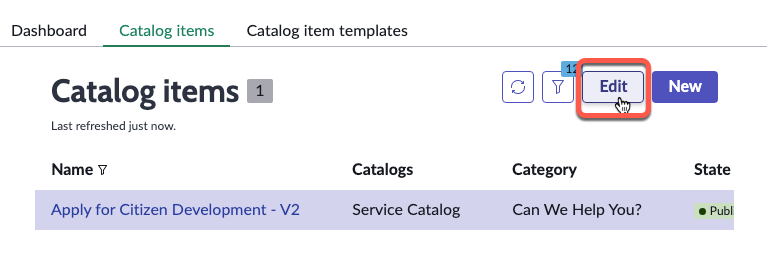 Dashboard Catalog items Catalog item templates
Catalog items 1
12
Edit New
Last refreshed just now.
Name Catalogs Category State
Apply for Citizen Development - V2 Service Catalog Can We Help You? Publ